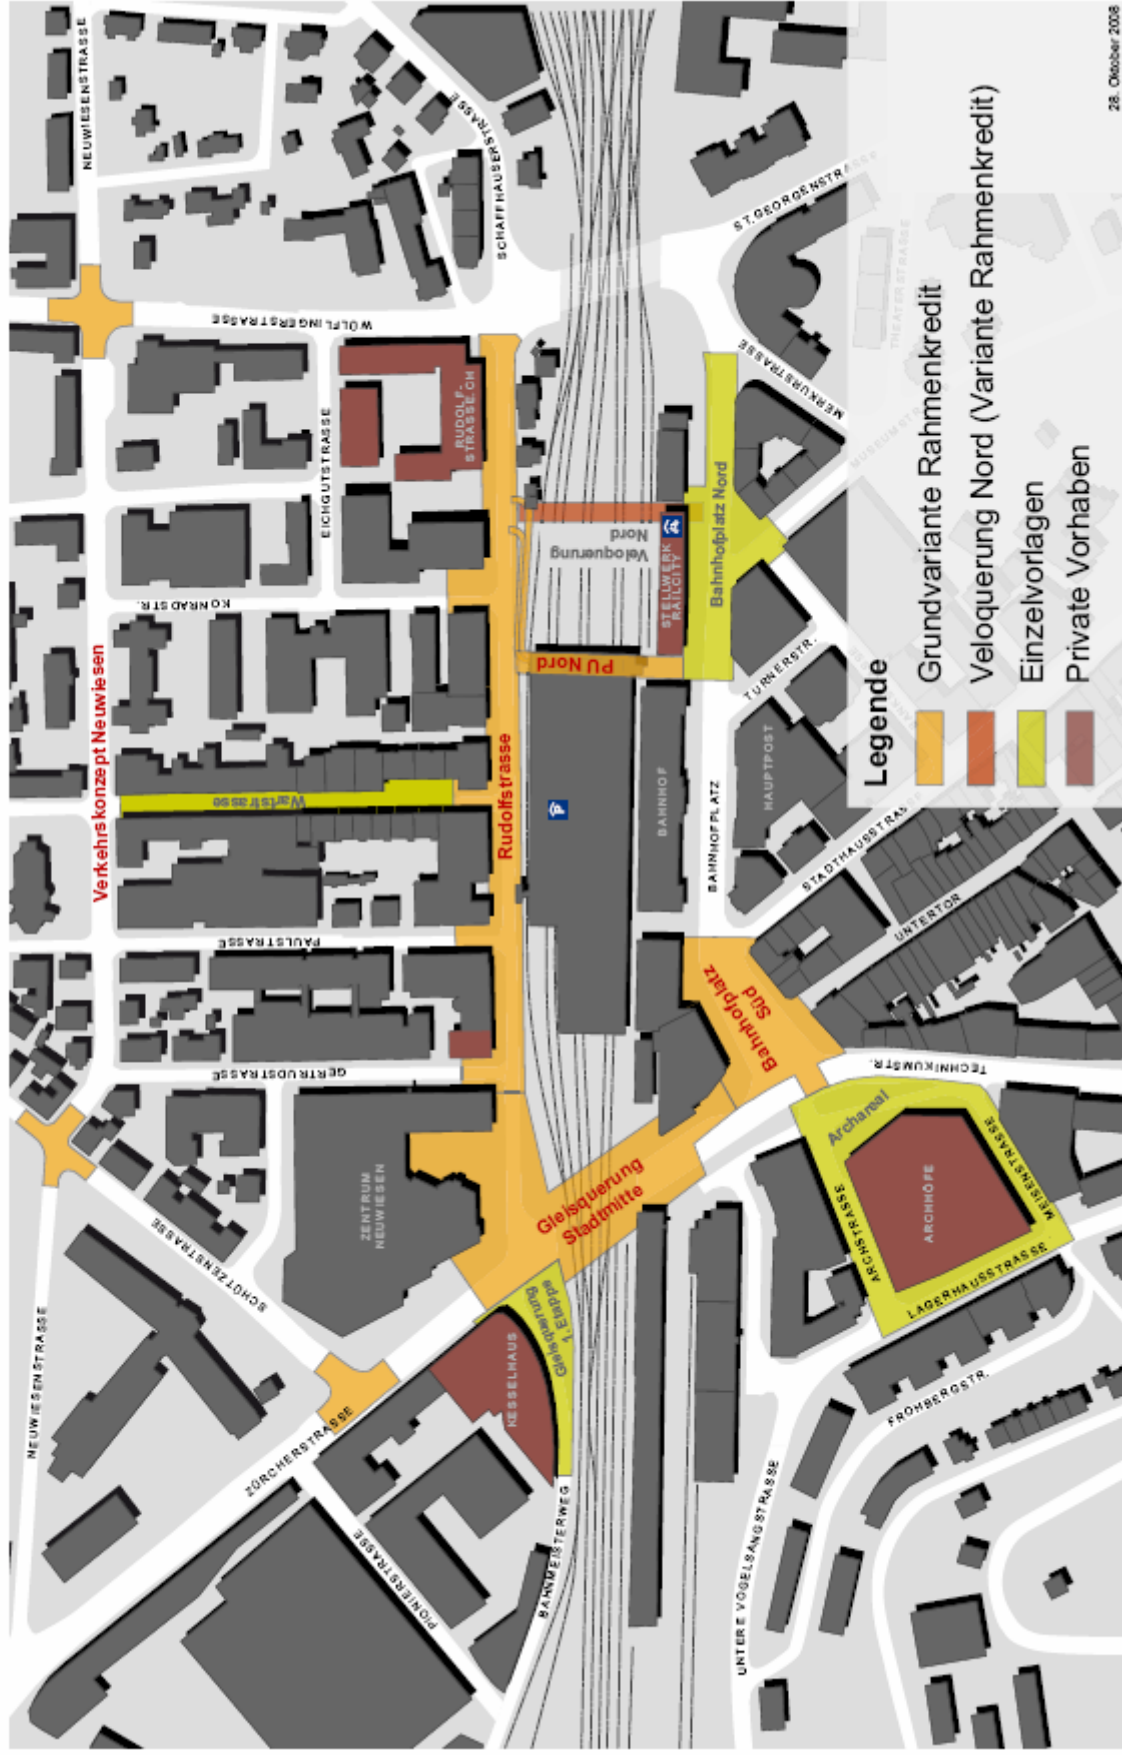 NEUWIESENSTRASSE
SCHAFFHAUSERSTRASSE
WÜLFLINGERSTRASSE
ST.GEORGENSTRASSE
THEATERSTRASSE
MERKURSTRASSE
EICHGUTSTRASSE
RUDOLF-
STRASSE.CH
KONRADSTR.
Veloquerung
Nord
STELLWERK
RAILCITY
Bahnhofplatz Nord
PU Nord
TURNERSTR.
Verkehrskonzept Neuwiesen
Wartstrasse
Rudolfstrasse
P
BAHNHOF
BAHNHOFPLATZ
HAUPTPOST
STADTHAUSSTRASSE
UNTERTOR
PAULSTRASSE
GERTRUDSTRASSE
Bahnhofplatz
Süd
TECHNIKUMSTR.
Archareal
ARCHHÖFE
ARCHSTRASSE
MEISENSTRASSE
LAGERHAUSSTRASSE
ZENTRUM
NEUWIESEN
Gleisquerung
Stadtmitte
Gleisquerung
1. Etappe
KESSELHAUS
SCHÜTZENSTRASSE
NEUWIESENSTRASSE
ZÜRCHERSTRASSE
PIONIERSTRASSE
BAHNMEISTERWEG
UNTERE VOGELSANGSTRASSE
FROHBERGSTR.
Legende
Grundvariante Rahmenkredit
Veloquerung Nord (Variante Rahmenkredit)
Einzelvorlagen
Private Vorhaben
28. Oktober 2008